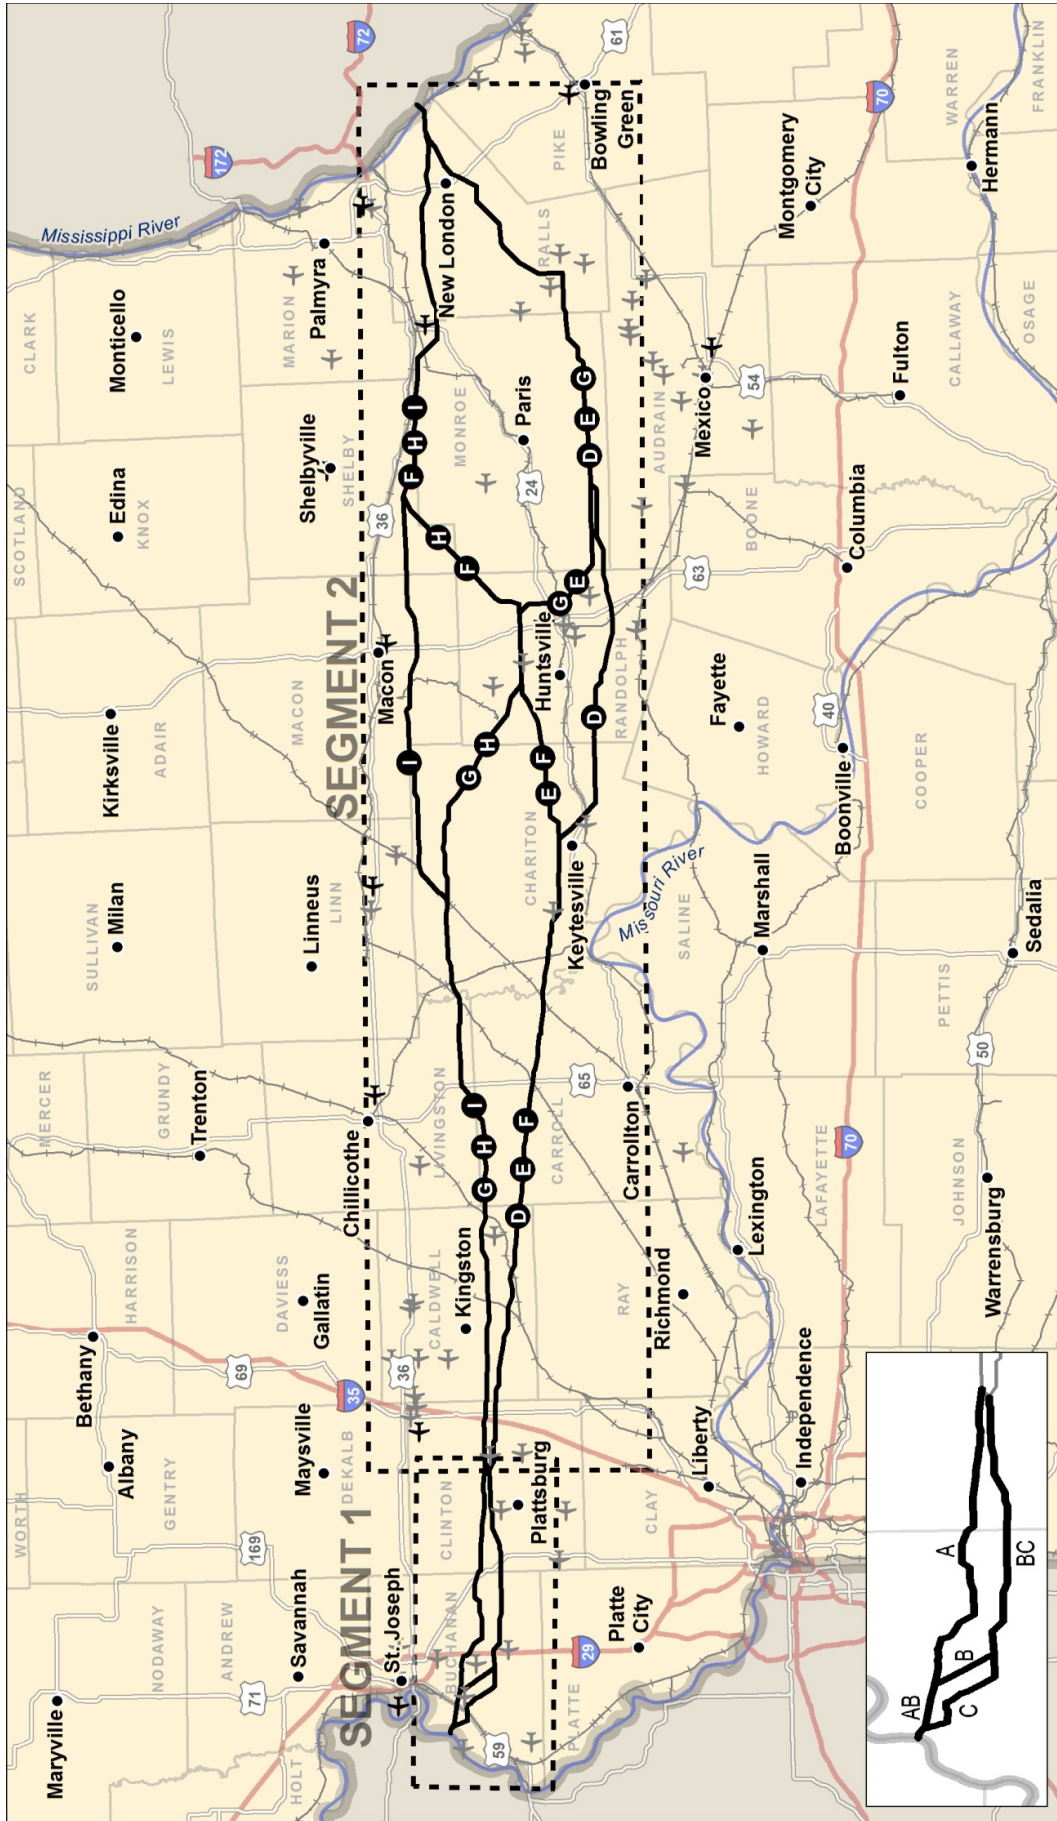 WORTH
MERCER
SCOTLAND
CLARK
Maryville
NODAWAY
Albany
Bethany
GENTRY
HARRISON
Trenton
GRUNDY
SULLIVAN
Milan
Kirksville
ADAIR
Edina
KNOX
Monticello
LEWIS
Mississippi River
172
72
HOLT
71
ANDREW
169
Savannah
69
Maysville
DEKALB
DAVIESS
Gallatin
Linneus
LINN
MACON
Shelbyville
SHELBY
MARION
Palmyra
SEGMENT 1
SEGMENT 2
35
St. Joseph
36
Chillicothe
Macon
36
BUCHANAN
CLINTON
CALDWELL
LIVINGSTON
Kingston
I
F
H
I
New London
MONROE
G
H
I
G
H
F
H
59
Plattsburg
D
E
F
65
CARROLL
CHARITON
Keytesville
E
F
Huntsville
G
E
24
Paris
D
E
G
RALLS
PIKE
Bowling
Green
61
D
RANDOLPH
PLATTE
29
Platte
City
CLAY
RAY
Richmond
Carrollton
Missouri River
SALINE
Fayette
HOWARD
63
BOONE
AUDRAIN
Mexico
54
Montgomery
City
Liberty
Lexington
Marshall
Independence
LAFAYETTE
70
Boonville
40
Columbia
Fulton
CALLAWAY
70
WARREN
FRANKLIN
Hermann
OSAGE
COOPER
PETTIS
JOHNSON
Warrensburg
50
Sedalia
AB
A
B
C
BC